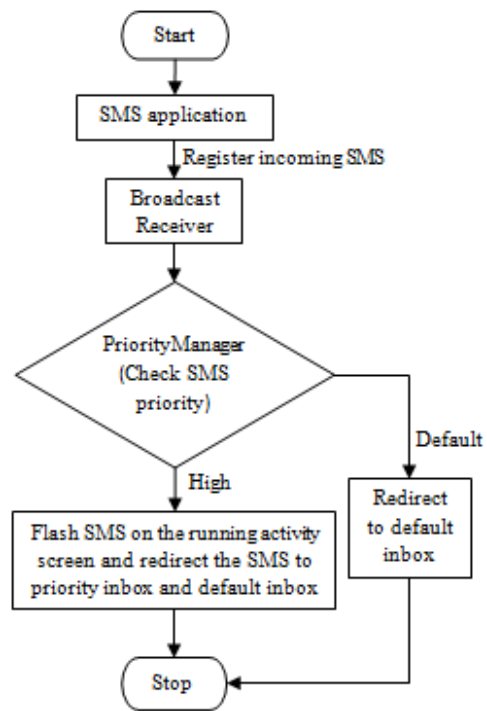 Start
SMS application
Register incoming SMS
Broadcast
Receiver
PriorityManager
(Check SMS
priority)
Default
High
Flash SMS on the running activity
screen and redirect the SMS to
priority inbox and default inbox
Redirect
to default
inbox
Stop